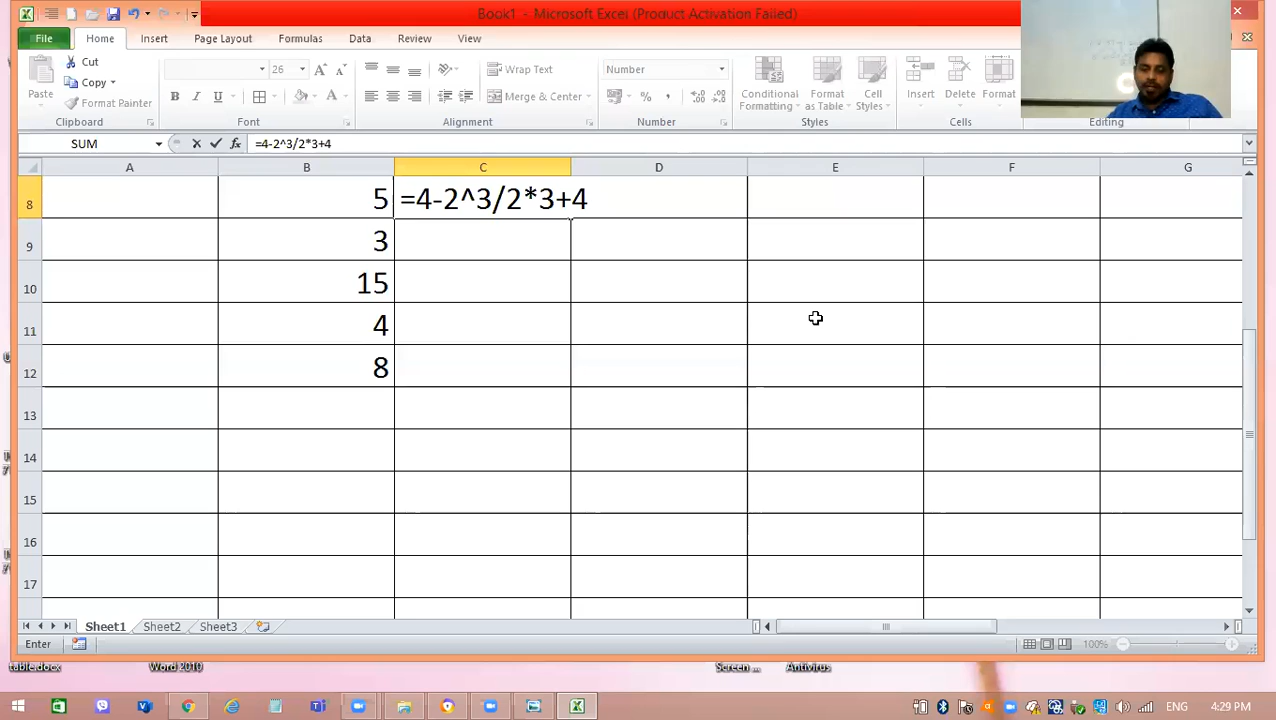 Book1 - Microsoft Excel (Product Activation Failed)
File Home Insert Page Layout Formulas Data Review View
Paste
Cut
Copy
Format Painter
Clipboard
26 A A
B I U A
Font
Wrap Text
Merge & Center
Alignment
Number
% ,
Number
Conditional Formatting
Format as Table
Cell Styles
Styles
Insert Delete Format
Cells
Editing
SUM fx =4-2^3/2*3+4
A B C D E F G
8 5 =4-2^3/2*3+4
9 3
10 15
11 4
12 8
13
14
15
16
17
Sheet1 Sheet2 Sheet3
Enter 100%
table.docx Word 2010 Screen ... Antivirus
ENG 4:29 PM